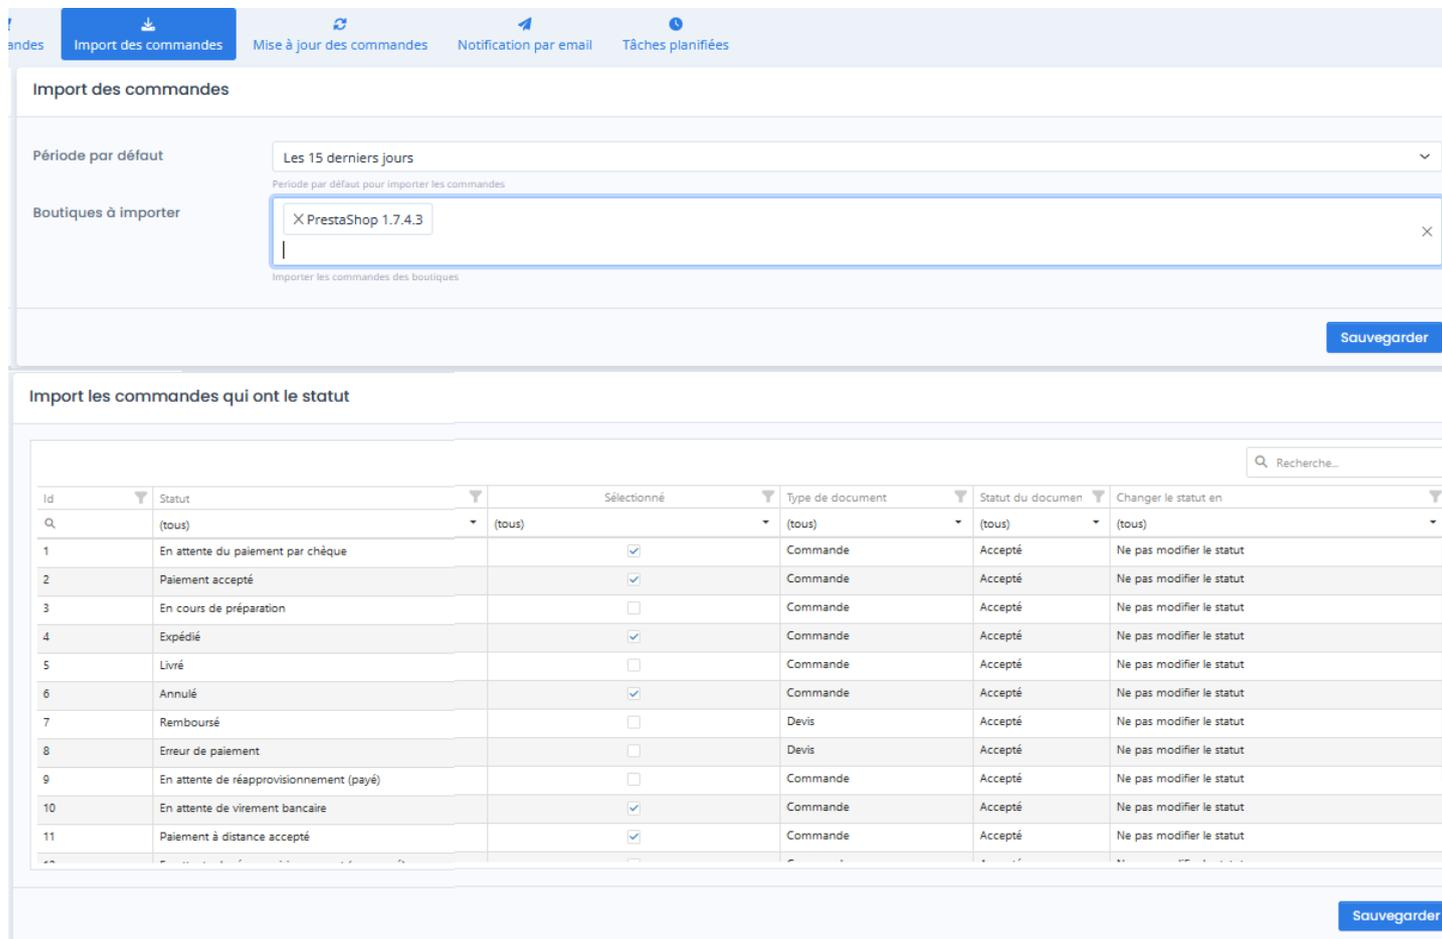 andes Import des commandes Mise à jour des commandes Notification par email Tâches planifiées
Import des commandes
Période par défaut Les 15 derniers jours
Periode par défaut pour importer les commandes
Boutiques à importer PrestaShop 1.7.4.3
Importer les commandes des boutiques
Sauvegarder
Import les commandes qui ont le statut
Recherche...
Id Statut Sélectionné Type de document Statut du documen Changer le statut en
(tous) (tous) (tous) (tous) (tous)
1 En attente du paiement par chèque Commande Accepté Ne pas modifier le statut
2 Paiement accepté Commande Accepté Ne pas modifier le statut
3 En cours de préparation Commande Accepté Ne pas modifier le statut
4 Expédié Commande Accepté Ne pas modifier le statut
5 Livré Commande Accepté Ne pas modifier le statut
6 Annulé Commande Accepté Ne pas modifier le statut
7 Remboursé Devis Accepté Ne pas modifier le statut
8 Erreur de paiement Devis Accepté Ne pas modifier le statut
9 En attente de réapprovisionnement (payé) Commande Accepté Ne pas modifier le statut
10 En attente de virement bancaire Commande Accepté Ne pas modifier le statut
11 Paiement à distance accepté Commande Accepté Ne pas modifier le statut
Sauvegarder